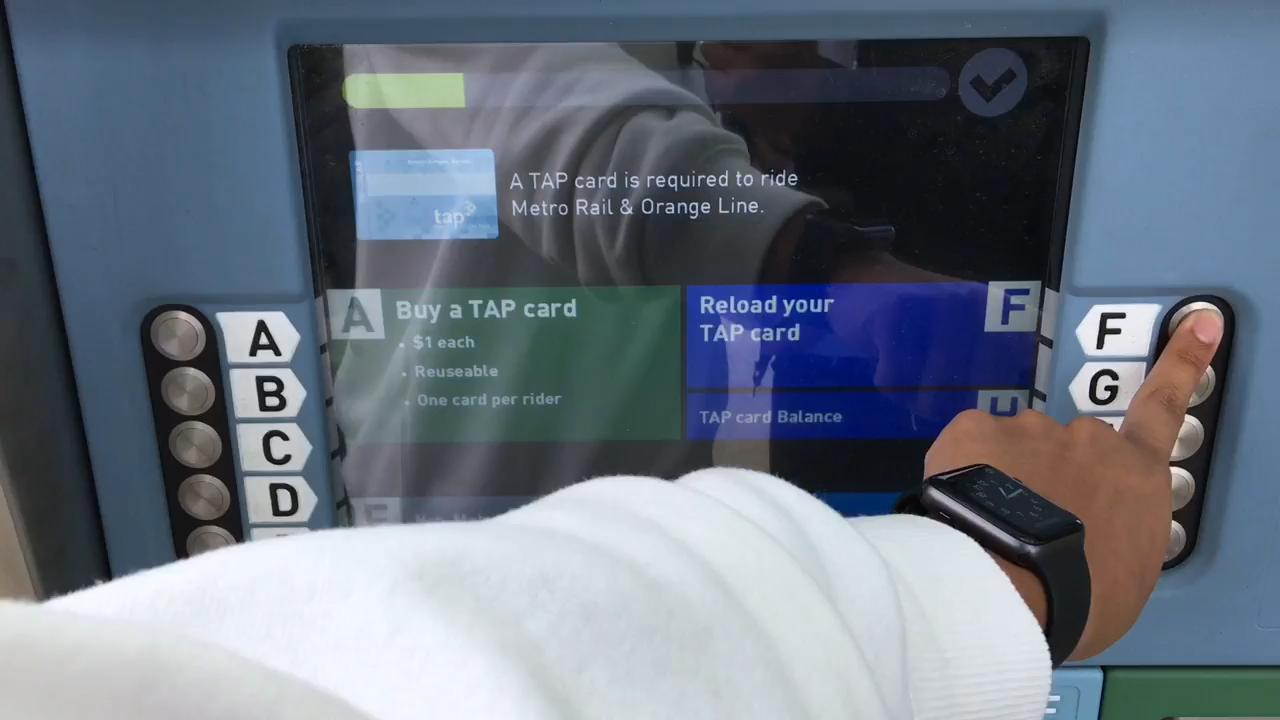 tap
A TAP card is required to ride
Metro Rail & Orange Line.
A
Buy a TAP card
• $1 each
• Reuseable
• One card per rider
Reload your
TAP card
F
TAP card Balance
H
A
B
C
D
F
G
E